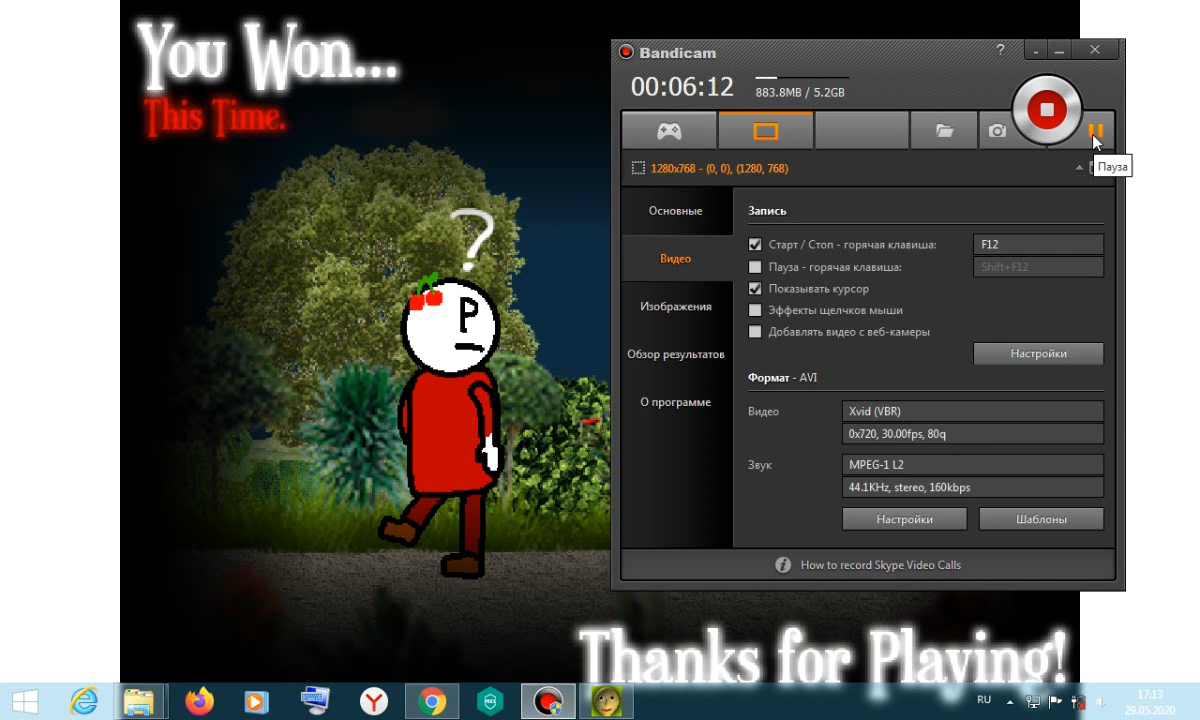 You Won...
This Time.
?
P
Thanks for Playing!
Bandicam
?
00:06:12
883.8MB / 5.2GB
1280x768 - (0, 0), (1280, 768)
Пауза
Основные
Видео
Изображения
Обзор результатов
О программе
Запись
Старт / Стоп - горячая клавиша:
F12
Пауза - горячая клавиша:
Shift+F12
Показывать курсор
Эффекты щелчков мыши
Добавлять видео с веб-камеры
Настройки
Формат - AVI
Видео
Xvid (VBR)
0x720, 30.00fps, 80q
Звук
MPEG-1 L2
44.1KHz, stereo, 160kbps
Настройки
Шаблоны
How to record Skype Video Calls
RU
17:13
29.05.2020